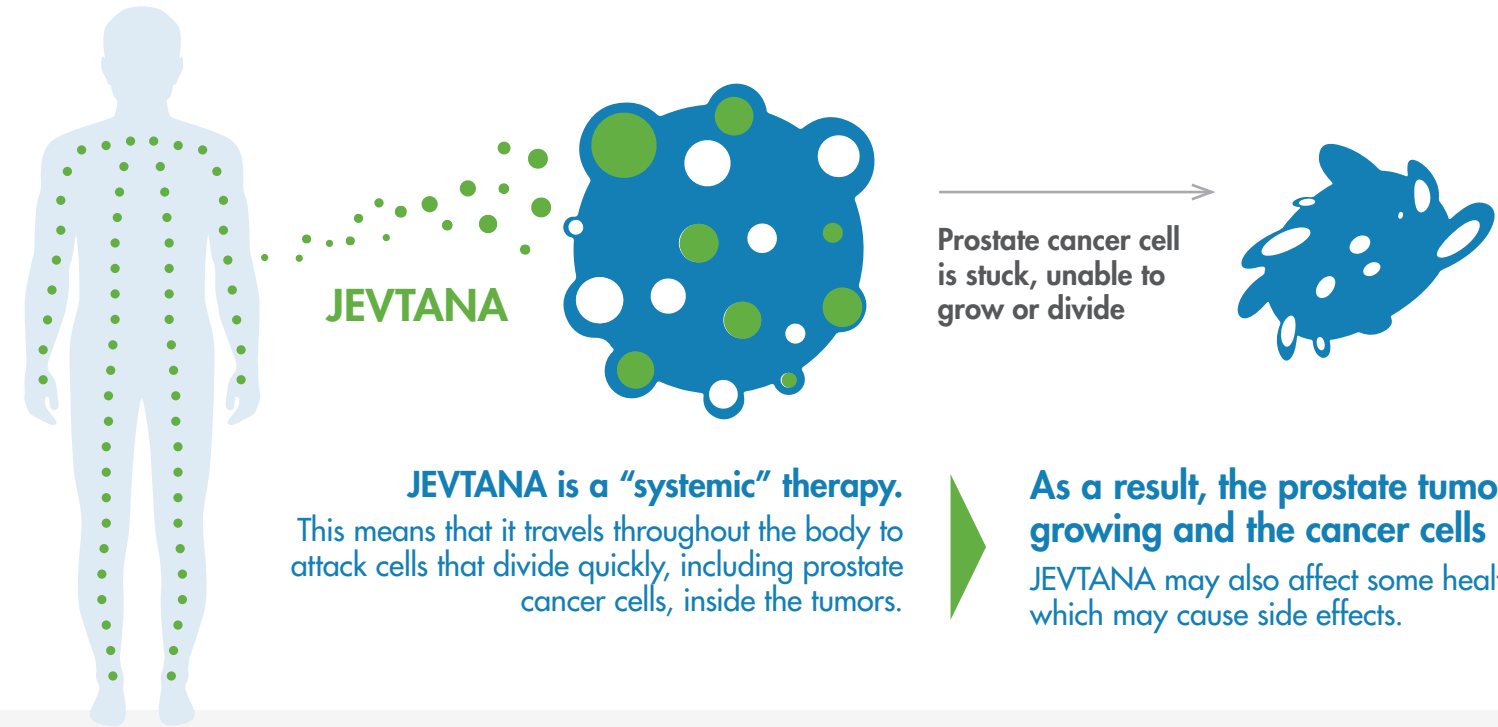 JEVTANA
Prostate cancer cell
is stuck, unable to
grow or divide
JEVTANA is a “systemic” therapy.
This means that it travels throughout the body to
attack cells that divide quickly, including prostate
cancer cells, inside the tumors.
As a result, the prostate
growing and the cancer cells
JEVTANA may also affect some
which may cause side effects.